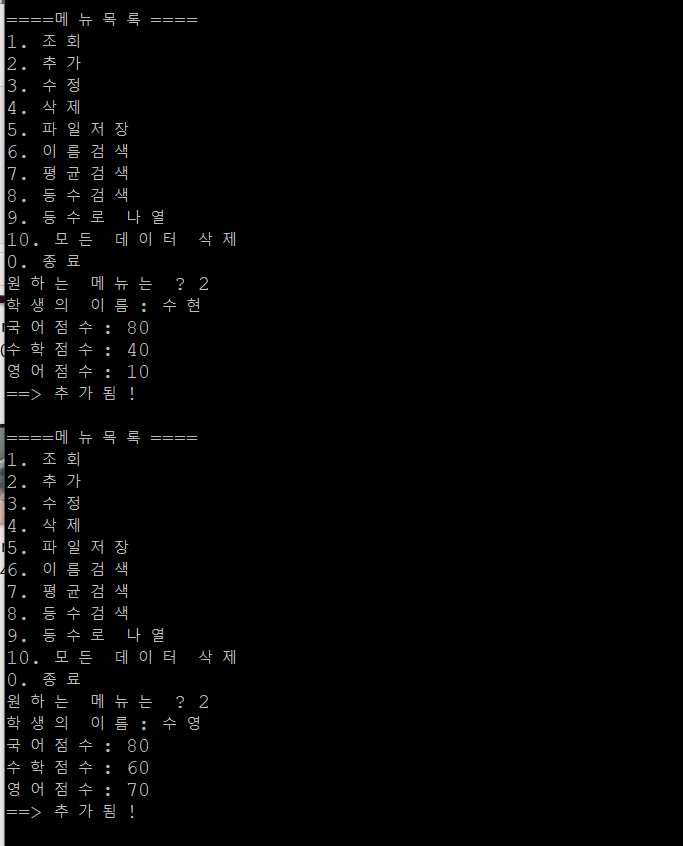 ====메뉴목록====
1. 조회
2. 추가
3. 수정
4. 삭제
5. 파일저장
6. 이름검색
7. 평균검색
8. 등수검색
9. 등수로 나열
10. 모든 데이터 삭제
0. 종료
원하는 메뉴는 ? 2
학생의 이름 : 수현
국어점수 : 80
수학점수 : 40
영어점수 : 10
==> 추가됨 !
====메뉴목록====
1. 조회
2. 추가
3. 수정
4. 삭제
5. 파일저장
6. 이름검색
7. 평균검색
8. 등수검색
9. 등수로 나열
10. 모든 데이터 삭제
0. 종료
원하는 메뉴는 ? 2
학생의 이름 : 수영
국어점수 : 80
수학점수 : 60
영어점수 : 70
==> 추가됨 !